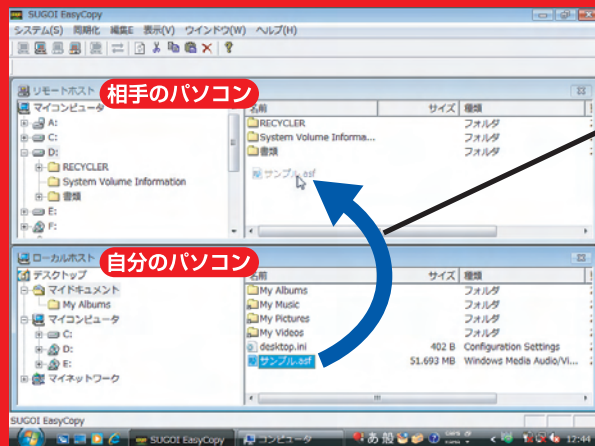 SUGOI EasyCopy
システム(S) 同期化 編集E 表示(V) ウインドウ(W) ヘルプ(H)
リモートホスト 相手のパソコン
マイコンピュータ
A:
C:
D:
RECYCLER
System Volume Information
書類
E:
F:
名前 サイズ 種類
RECYCLER フォルダ
System Volume Informa... フォルダ
書類 フォルダ
サンプル.asf
ローカルホスト 自分のパソコン
デスクトップ
マイドキュメント
My Albums
マイコンピュータ
C:
D:
E:
マイネットワーク
名前 サイズ 種類
My Albums フォルダ
My Music フォルダ
My Pictures フォルダ
My Videos フォルダ
desktop.ini 402 B Configuration Settings
サンプル.asf 51.693 MB Windows Media Audio/Vi...
SUGOI EasyCopy
SUGOI EasyCopy コンピュータ あ 般 12:44